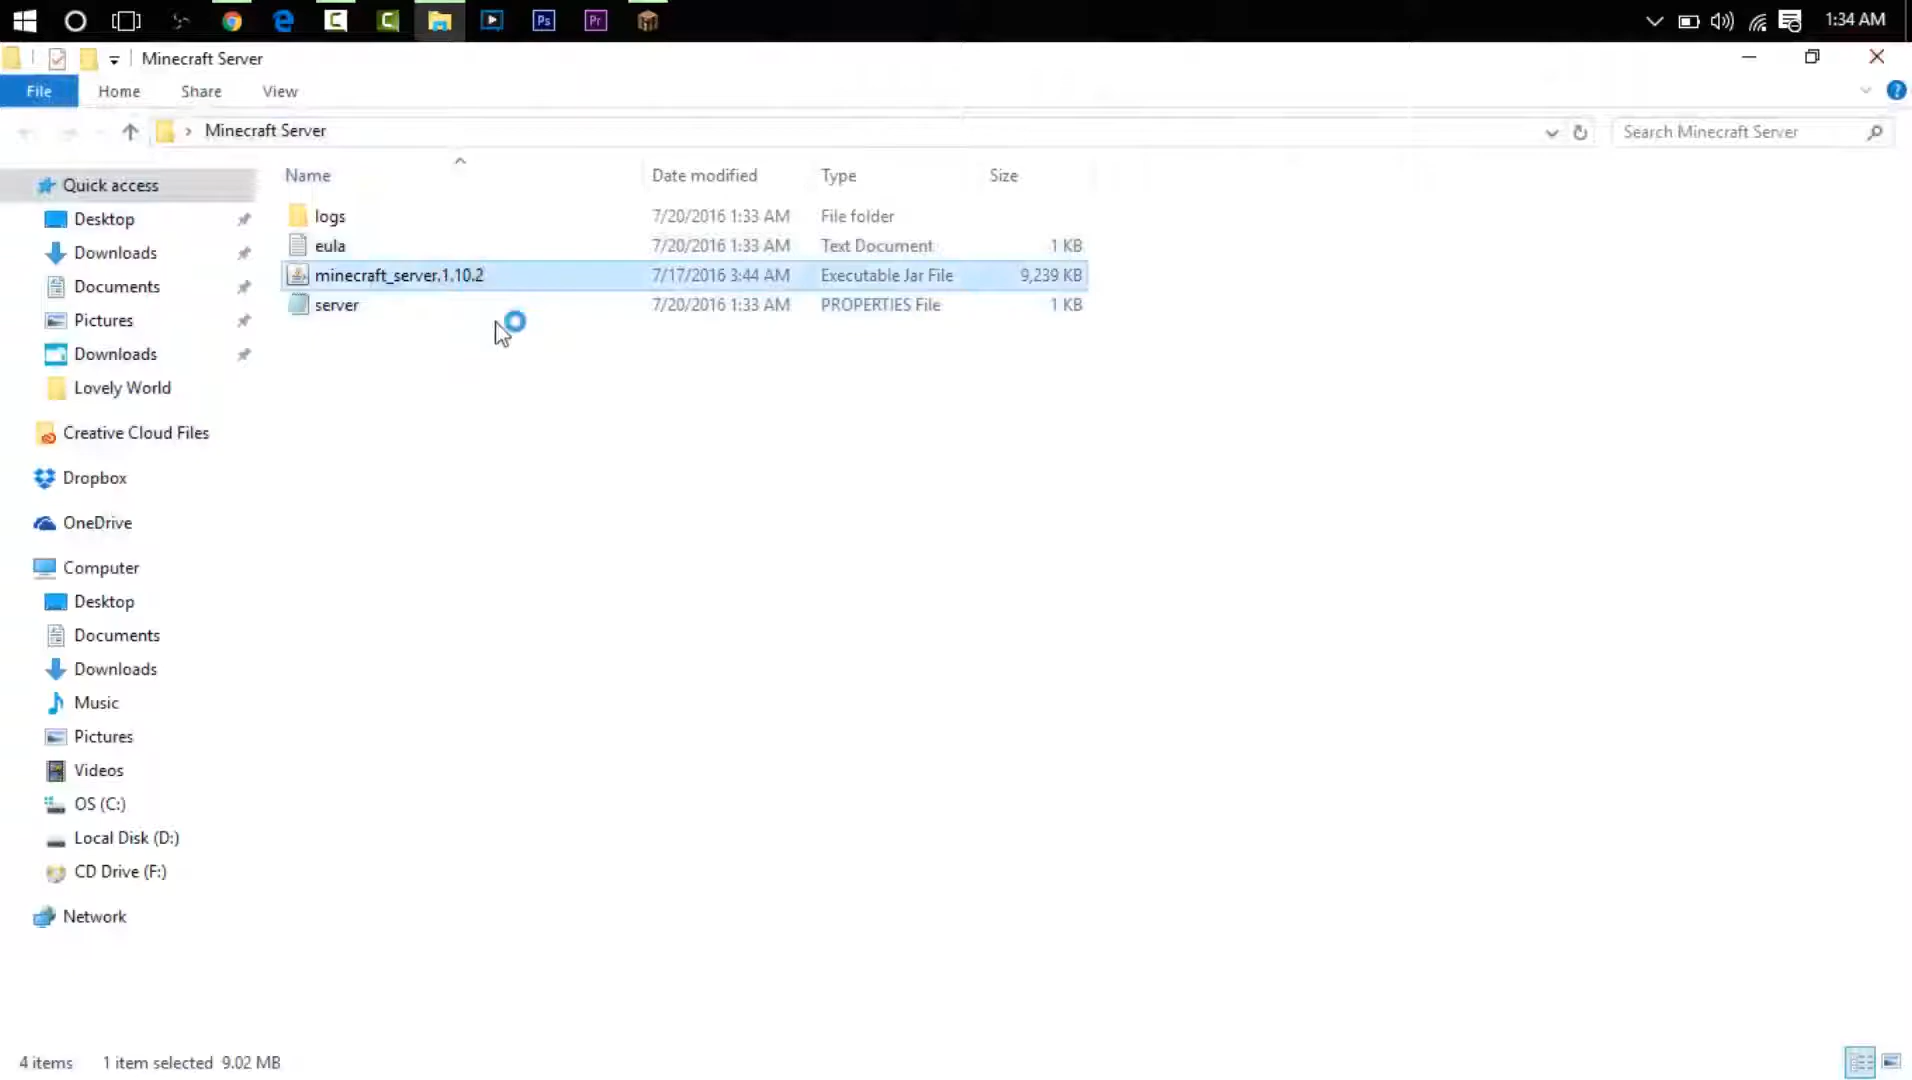 Ps
Pr
1:34 AM
Minecraft Server
File
Home
Share
View
Minecraft Server
Search Minecraft Server
Name
Date modified
Type
Size
logs
7/20/2016 1:33 AM
File folder
eula
7/20/2016 1:33 AM
Text Document
1 KB
minecraft_server.1.10.2
7/17/2016 3:44 AM
Executable Jar File
9,239 KB
server
7/20/2016 1:33 AM
PROPERTIES File
1 KB
Quick access
Desktop
Downloads
Documents
Pictures
Downloads
Lovely World
Creative Cloud Files
Dropbox
OneDrive
Computer
Desktop
Documents
Downloads
Music
Pictures
Videos
OS (C:)
Local Disk (D:)
CD Drive (F:)
Network
4 items
1 item selected 9.02 MB